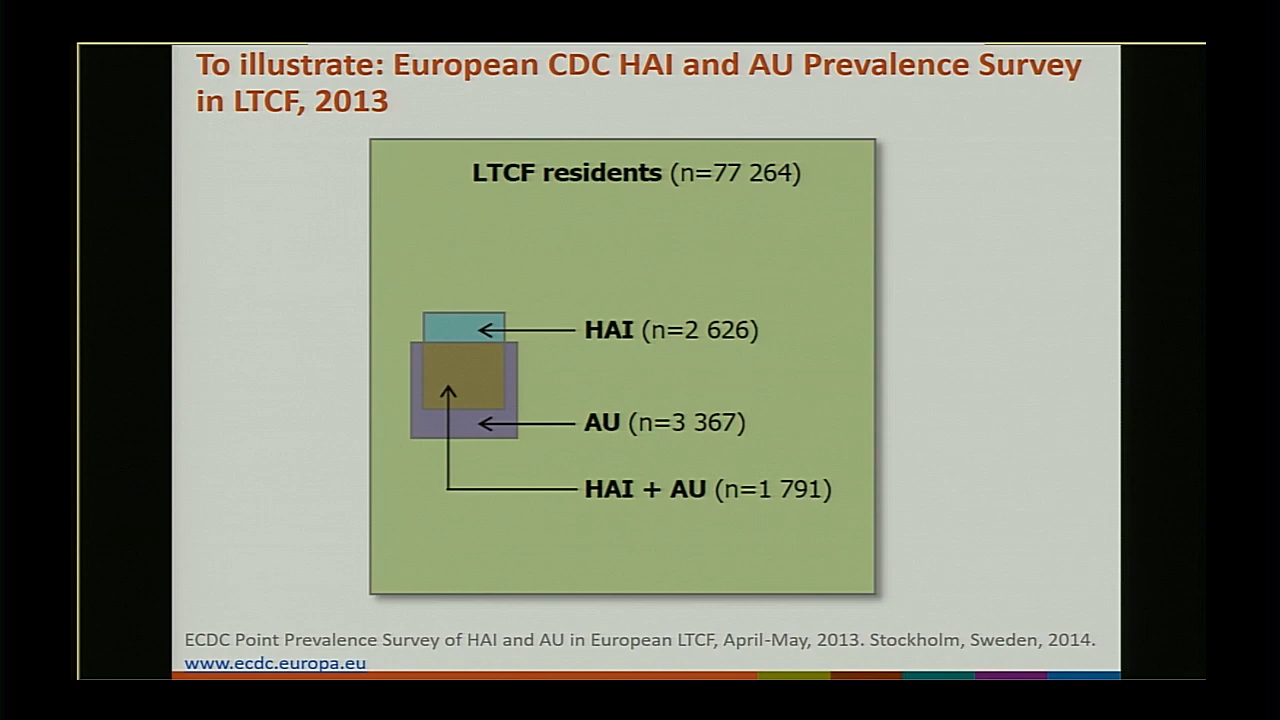 To illustrate: European CDC HAI and AU Prevalence Survey
in LTCF, 2013
LTCF residents (n=77 264)
HAI (n=2 626)
AU (n=3 367)
HAI + AU (n=1 791)
ECDC Point Prevalence Survey of HAI and AU in European LTCF, April-May, 2013. Stockholm, Sweden, 2014.
www.ecdc.europa.eu